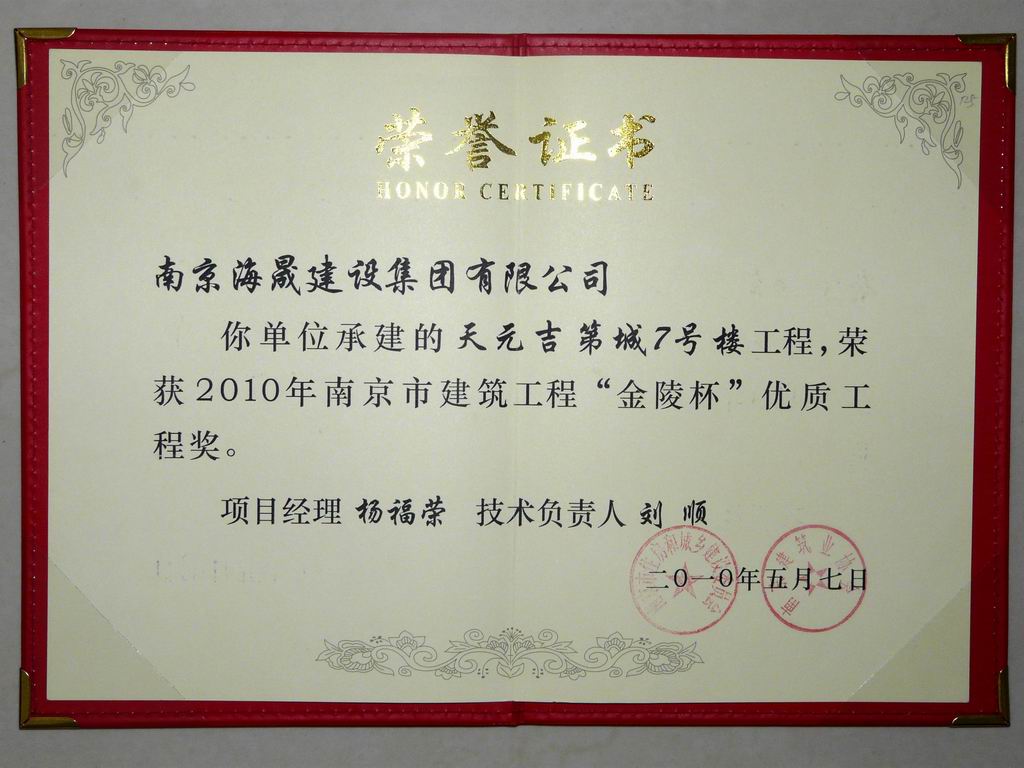 荣誉证书
HONOR CERTIFICATE
南京海晟建设集团有限公司
你单位承建的天元吉第城7号楼工程，荣
获2010年南京市建筑工程“金陵杯”优质工
程奖。
项目经理 杨福荣 技术负责人 刘 顺
二〇一〇年五月七日